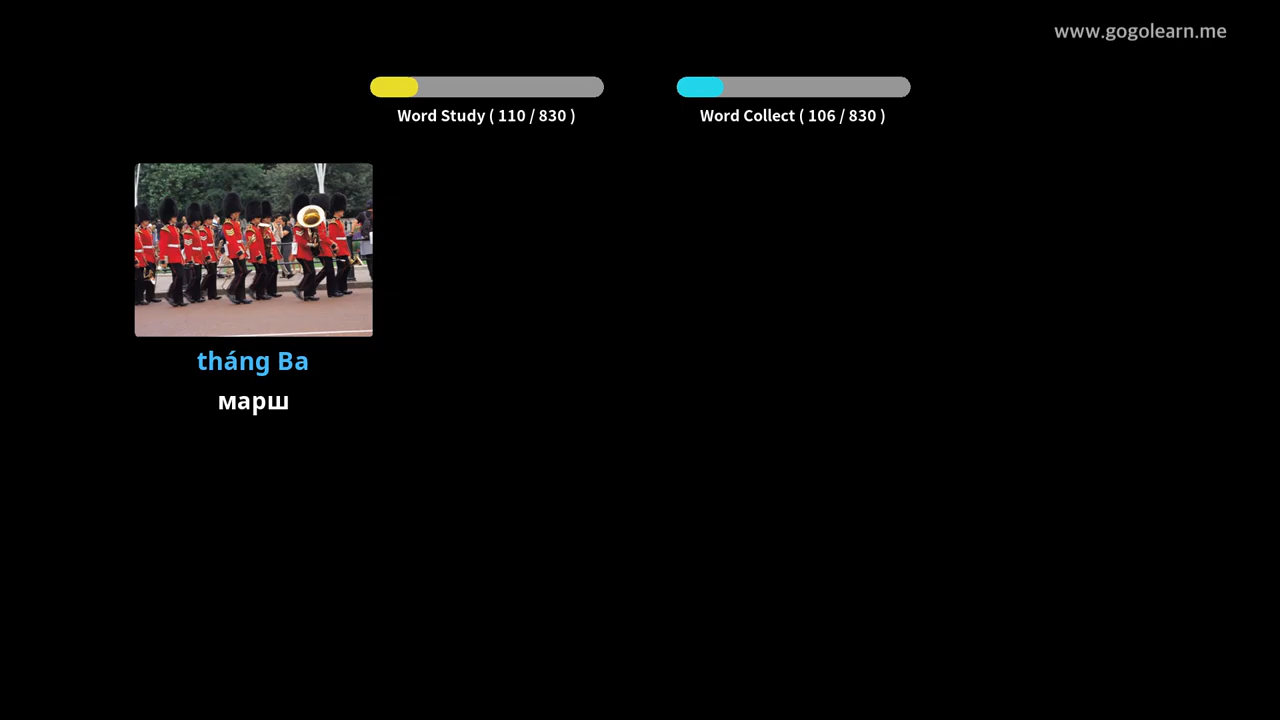 www.gogolearn.me
Word Study ( 110 / 830 )
Word Collect ( 106 / 830 )
tháng Ba
марш